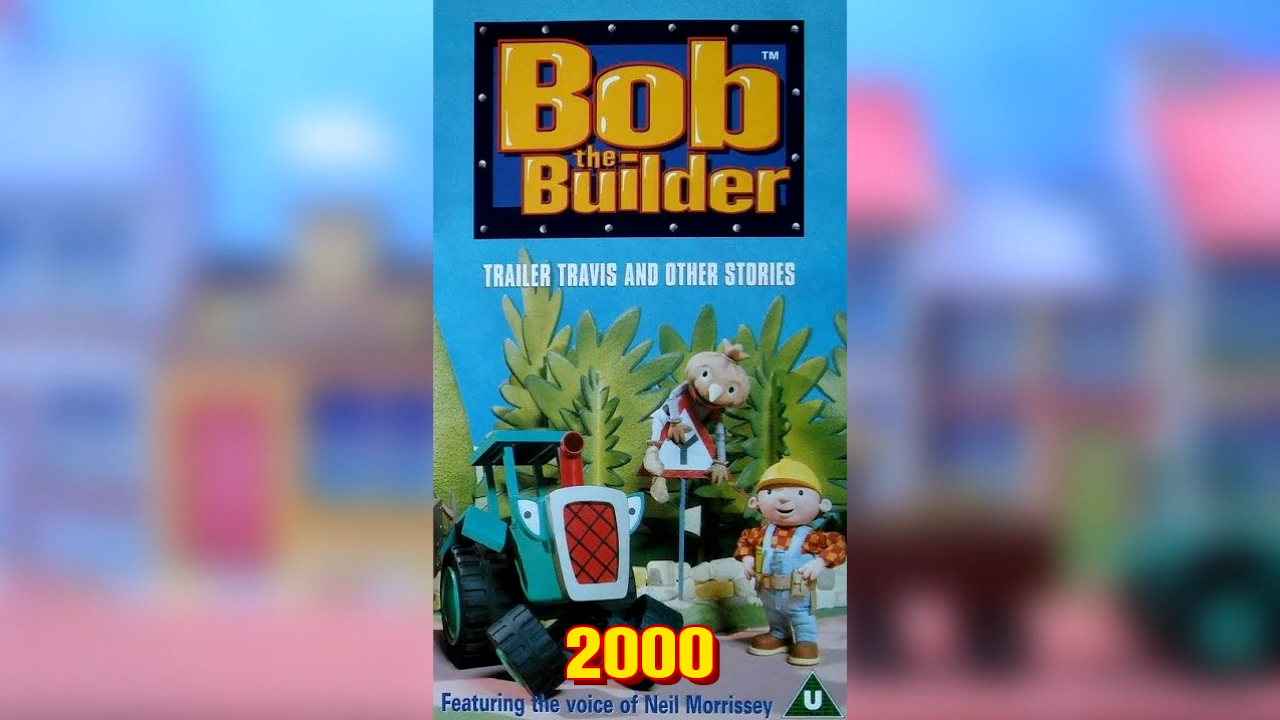 Bob
TM
the
Builder
TRAILER TRAVIS AND OTHER STORIES
Y
2000
Featuring the voice of Neil Morrissey
U